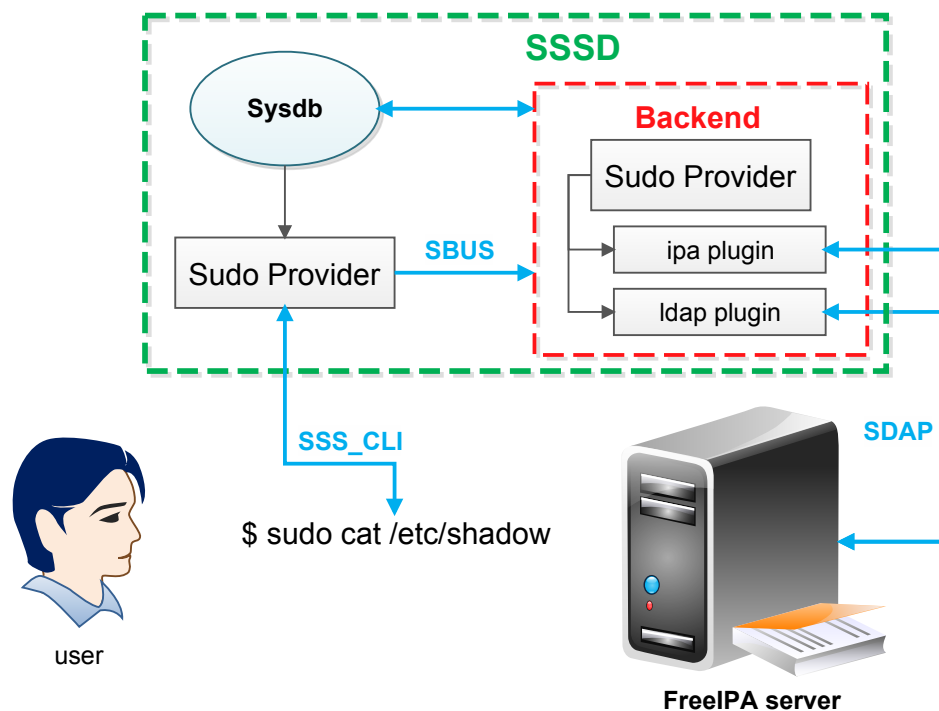 SSSD
Sysdb
Backend
Sudo Provider
ipa plugin
ldap plugin
Sudo Provider
SBUS
SSS_CLI
SDAP
$ sudo cat /etc/shadow
user
FreeIPA server